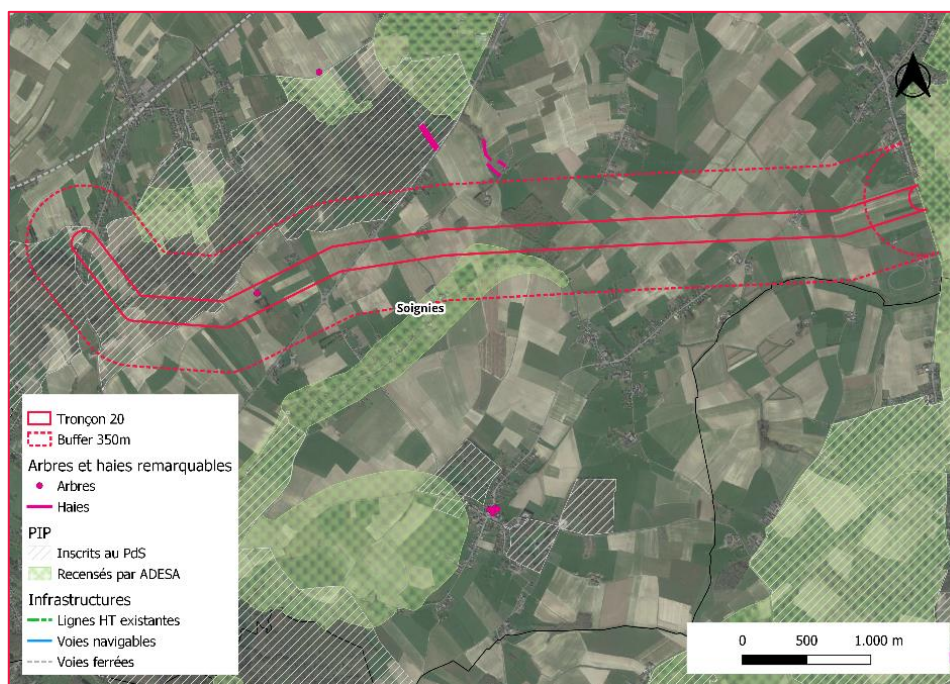 Soignies
Tronçon 20
Buffer 350m
Arbres et haies remarquables
Arbres
Haies
PIP
Inscrits au PdS
Recensés par ADESA
Infrastructures
Lignes HT existantes
Voies navigables
Voies ferrées
0 500 1.000 m